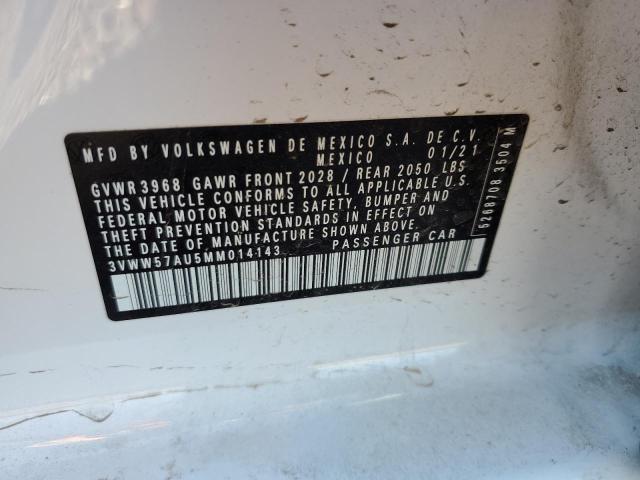 MFD BY VOLKSWAGEN DE MEXICO S.A. DE C.V.
MEXICO 01/21
GVWR 3968 GAWR FRONT 2028 / REAR 2050 LBS
THIS VEHICLE CONFORMS TO ALL APPLICABLE U.S.
FEDERAL MOTOR VEHICLE SAFETY, BUMPER AND
THEFT PREVENTION STANDARDS IN EFFECT ON
THE DATE OF MANUFACTURE SHOWN ABOVE.
3VWW57AU5MM014143 PASSENGER CAR
5268708 3504 M